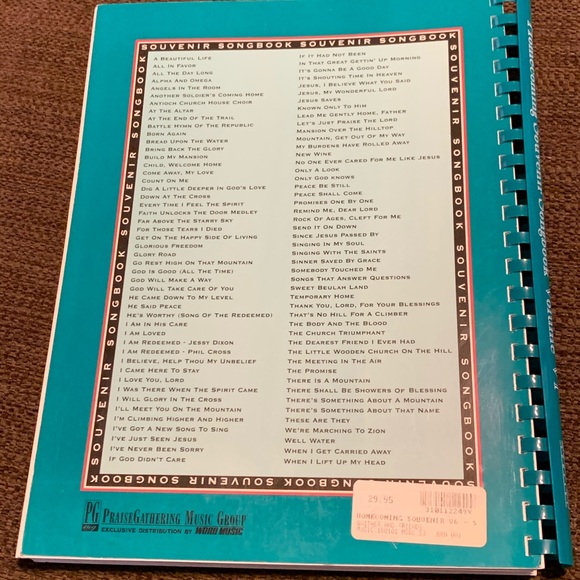 SOUVENIR SONGBOOK SOUVENIR SONGBOOK
SOUVENIR SONGBOOK SOUVENIR SONGBOOK
A BEAUTIFUL LIFE
ALL IN FAVOR
ALL THE DAY LONG
ALPHA AND OMEGA
ANGELS IN THE ROOM
ANOTHER SOLDIER'S COMING HOME
ANTIOCH CHURCH HOUSE CHOIR
AT THE ALTAR
AT THE END OF THE TRAIL
BATTLE HYMN OF THE REPUBLIC
BORN AGAIN
BREAD UPON THE WATER
BRING BACK THE GLORY
BUILD MY MANSION
CHILD, WELCOME HOME
COME AWAY, MY LOVE
COUNT ON ME
DIG A LITTLE DEEPER IN GOD'S LOVE
DOWN AT THE CROSS
EVERY TIME I FEEL THE SPIRIT
FAITH UNLOCKS THE DOOR MEDLEY
FAR ABOVE THE STARRY SKY
FOR THOSE TEARS I DIED
GET ON THE HAPPY SIDE OF LIVING
GLORIOUS FREEDOM
GLORY ROAD
GO REST HIGH ON THAT MOUNTAIN
GOD IS GOOD (ALL THE TIME)
GOD WILL MAKE A WAY
GOD WILL TAKE CARE OF YOU
HE CAME DOWN TO MY LEVEL
HE SAID PEACE
HE'S WORTHY (SONG OF THE REDEEMED)
I AM IN HIS CARE
I AM LOVED
I AM REDEEMED - JESSY DIXON
I AM REDEEMED - PHIL CROSS
I BELIEVE, HELP THOU MY UNBELIEF
I CAME HERE TO STAY
I LOVE YOU, LORD
I WAS THERE WHEN THE SPIRIT CAME
I WILL GLORY IN THE CROSS
I'LL MEET YOU ON THE MOUNTAIN
I'M CLIMBING HIGHER AND HIGHER
I'VE GOT A NEW SONG TO SING
I'VE JUST SEEN JESUS
I'VE NEVER BEEN SORRY
IF GOD DIDN'T CARE
IF IT HAD NOT BEEN
IN THAT GREAT GETTIN' UP MORNING
IT'S GONNA BE A GOOD DAY
IT'S SHOUTING TIME IN HEAVEN
JESUS, I BELIEVE WHAT YOU SAID
JESUS, MY WONDERFUL LORD
JESUS SAVES
KNOWN ONLY TO HIM
LEAD ME GENTLY HOME, FATHER
LET'S JUST PRAISE THE LORD
MANSION OVER THE HILLTOP
MOUNTAIN, GET OUT OF MY WAY
MY BURDENS HAVE ROLLED AWAY
NEW WINE
NO ONE EVER CARED FOR ME LIKE JESUS
ONLY A LOOK
ONLY GOD KNOWS
PEACE BE STILL
PEACE SHALL COME
PROMISES ONE BY ONE
REMIND ME, DEAR LORD
ROCK OF AGES, CLEFT FOR ME
SEND IT ON DOWN
SINCE JESUS PASSED BY
SINGING IN MY SOUL
SINGING WITH THE SAINTS
SINNER SAVED BY GRACE
SOMEBODY TOUCHED ME
SONGS THAT ANSWER QUESTIONS
SWEET BEULAH LAND
TEMPORARY HOME
THANK YOU, LORD, FOR YOUR BLESSINGS
THAT'S NO HILL FOR A CLIMBER
THE BODY AND THE BLOOD
THE CHURCH TRIUMPHANT
THE DEAREST FRIEND I EVER HAD
THE LITTLE WOODEN CHURCH ON THE HILL
THE MEETING IN THE AIR
THE PROMISE
THERE IS A MOUNTAIN
THERE SHALL BE SHOWERS OF BLESSING
THERE'S SOMETHING ABOUT A MOUNTAIN
THERE'S SOMETHING ABOUT THAT NAME
THESE ARE THEY
WE'RE MARCHING TO ZION
WELL WATER
WHEN I GET CARRIED AWAY
WHEN I LIFT UP MY HEAD
SOUVENIR SONGBOOK SOUVENIR SONGBOOK
SOUVENIR SONGBOOK SOUVENIR SONGBOOK
PG PRAISEGATHERING MUSIC GROUP
EXCLUSIVE DISTRIBUTION BY WORD MUSIC
29.95
HOMECOMING SOUVENIR